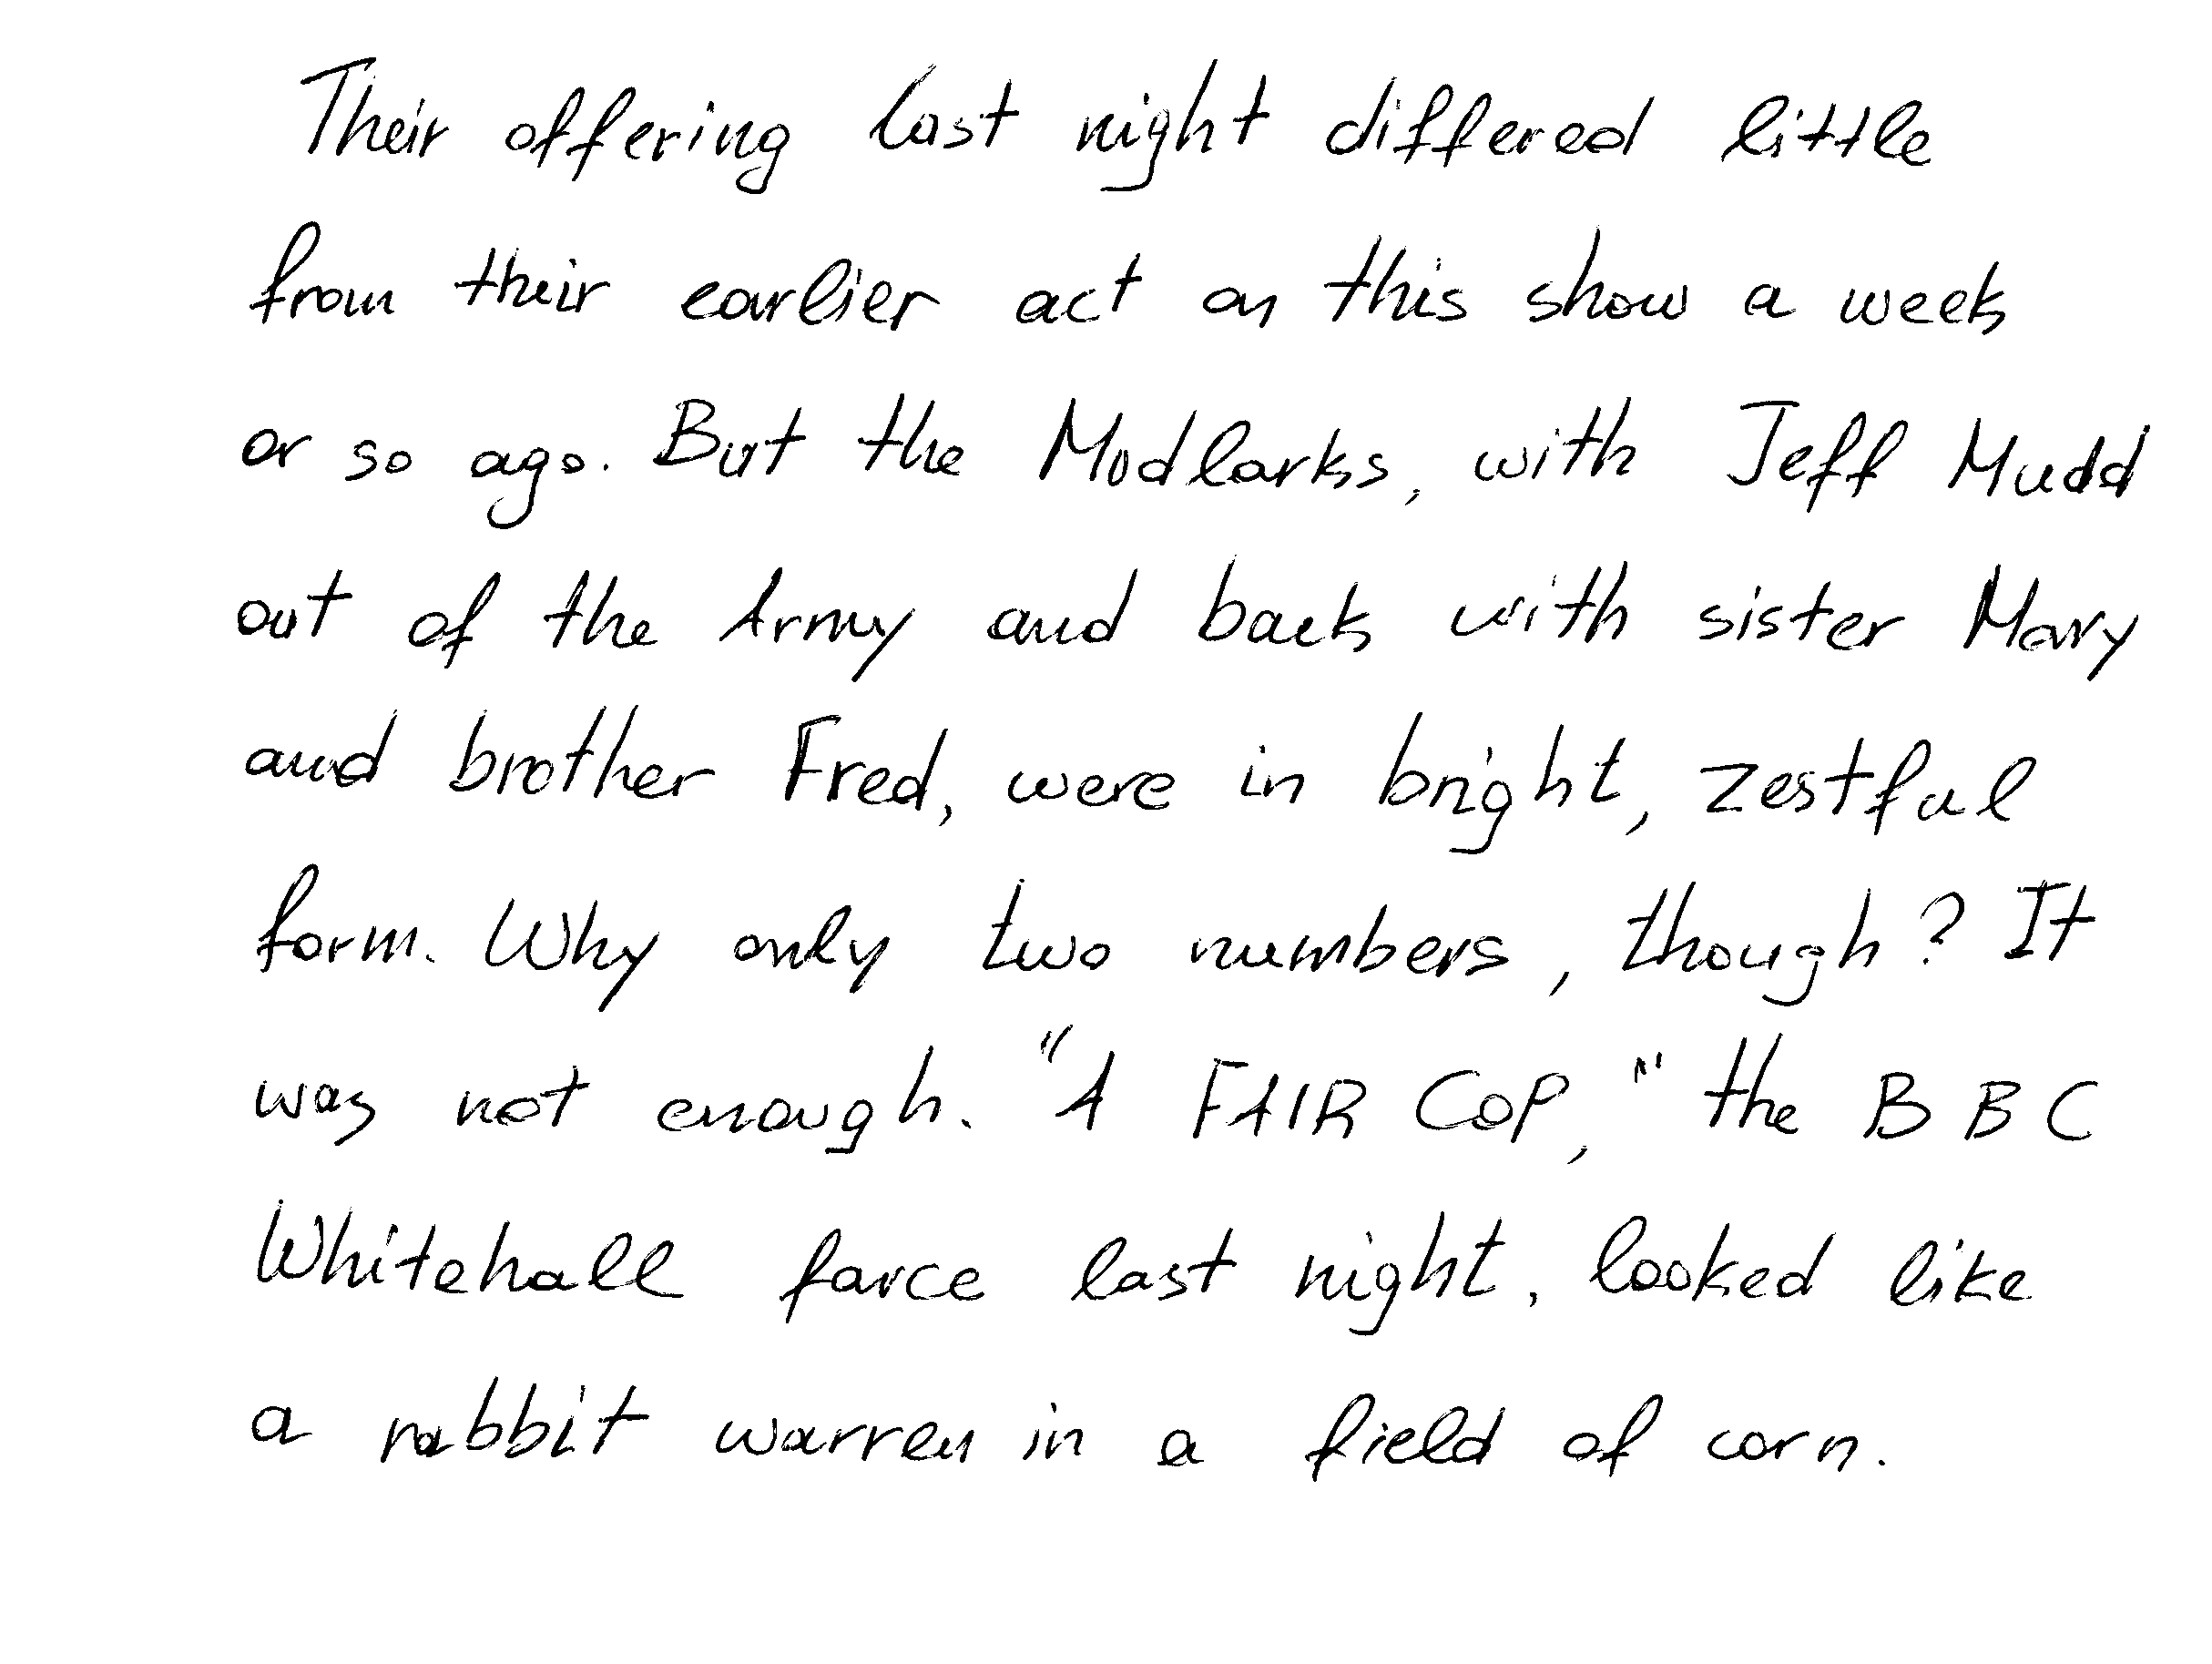 Their offering last night differed little
from their earlier act on this show a week
or so ago. But the Modlarks, with Jeff Mudd
out of the Army and back with sister Mary
and brother Fred, were in bright, zestful
form. Why only two numbers, though? It
was not enough. "A FAIR COP," the BBC
Whitehall farce last night, looked like
a rabbit warren in a field of corn.